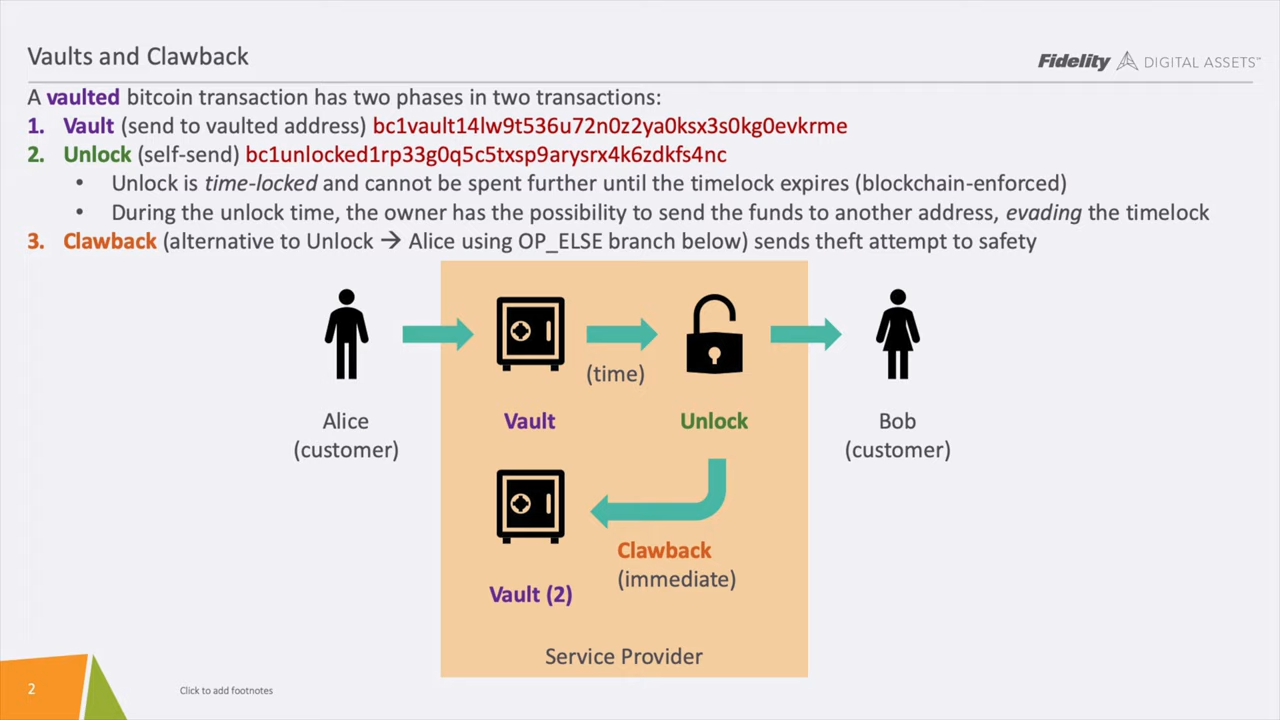 Vaults and Clawback
Fidelity DIGITAL ASSETS℠
A vaulted bitcoin transaction has two phases in two transactions:
1. Vault (send to vaulted address) bc1vault14lw9t536u72n0z2ya0ksx3s0kg0evkrme
2. Unlock (self-send) bc1unlocked1rp33g0q5c5txsp9arysrx4k6zdkfs4nc
• Unlock is time-locked and cannot be spent further until the timelock expires (blockchain-enforced)
• During the unlock time, the owner has the possibility to send the funds to another address, evading the timelock
3. Clawback (alternative to Unlock → Alice using OP_ELSE branch below) sends theft attempt to safety
(time)
Alice
(customer)
Vault
Unlock
Bob
(customer)
Clawback
(immediate)
Vault (2)
Service Provider
2
Click to add footnotes